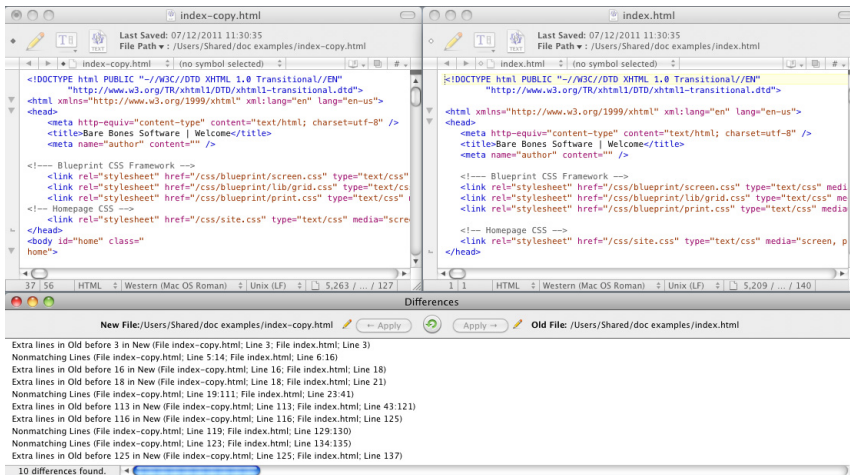 index-copy.html
Last Saved: 07/12/2011 11:30:35
File Path ▾ : /Users/Shared/doc examples/index-copy.html
index-copy.html (no symbol selected) # ▾
<!DOCTYPE html PUBLIC "-//W3C//DTD XHTML 1.0 Transitional//EN"
"http://www.w3.org/TR/xhtml1/DTD/xhtml1-transitional.dtd">
<html xmlns="http://www.w3.org/1999/xhtml" xml:lang="en" lang="en-us">
<head>
<meta http-equiv="content-type" content="text/html; charset=utf-8" />
<title>Bare Bones Software | Welcome</title>
<meta name="author" content="" />
<!--- Blueprint CSS Framework -->
<link rel="stylesheet" href="/css/blueprint/screen.css" type="text/css"
<link rel="stylesheet" href="/css/blueprint/lib/grid.css" type="text/cs
<link rel="stylesheet" href="/css/blueprint/print.css" type="text/css"
<!-- Homepage CSS -->
<link rel="stylesheet" href="/css/site.css" type="text/css" media="scre
</head>
<body id="home" class="
home">
37 56 HTML Western (Mac OS Roman) Unix (LF) 5,263 / ... / 127
index.html
Last Saved: 07/12/2011 11:30:35
File Path ▾ : /Users/Shared/doc examples/index.html
index.html (no symbol selected) # ▾
<!DOCTYPE html PUBLIC "-//W3C//DTD XHTML 1.0 Transitional//EN"
"http://www.w3.org/TR/xhtml1/DTD/xhtml1-transitional.dtd">
<html xmlns="http://www.w3.org/1999/xhtml" xml:lang="en" lang="en-us">
<head>
<meta http-equiv="content-type" content="text/html; charset=utf-8" />
<title>Bare Bones Software | Welcome</title>
<meta name="author" content="" />
<!--- Blueprint CSS Framework -->
<link rel="stylesheet" href="/css/blueprint/screen.css" type="text/css" medi
<link rel="stylesheet" href="/css/blueprint/lib/grid.css" type="text/css" me
<link rel="stylesheet" href="/css/blueprint/print.css" type="text/css" media
<!-- Homepage CSS -->
<link rel="stylesheet" href="/css/site.css" type="text/css" media="screen, p
</head>
1 1 HTML Western (Mac OS Roman) Unix (LF) 5,209 / ... / 140
Differences
New File:/Users/Shared/doc examples/index-copy.html ← Apply Apply → Old File: /Users/Shared/doc examples/index.html
Extra lines in Old before 3 in New (File index-copy.html; Line 3; File index.html; Line 3)
Nonmatching Lines (File index-copy.html; Line 5:14; File index.html; Line 6:16)
Extra lines in Old before 16 in New (File index-copy.html; Line 16; File index.html; Line 18)
Extra lines in Old before 18 in New (File index-copy.html; Line 18; File index.html; Line 21)
Nonmatching Lines (File index-copy.html; Line 19:111; File index.html; Line 23:41)
Extra lines in Old before 113 in New (File index-copy.html; Line 113; File index.html; Line 43:121)
Extra lines in Old before 116 in New (File index-copy.html; Line 116; File index.html; Line 125)
Nonmatching Lines (File index-copy.html; Line 119; File index.html; Line 129:130)
Nonmatching Lines (File index-copy.html; Line 123; File index.html; Line 134:135)
Extra lines in Old before 125 in New (File index-copy.html; Line 125; File index.html; Line 137)
10 differences found.